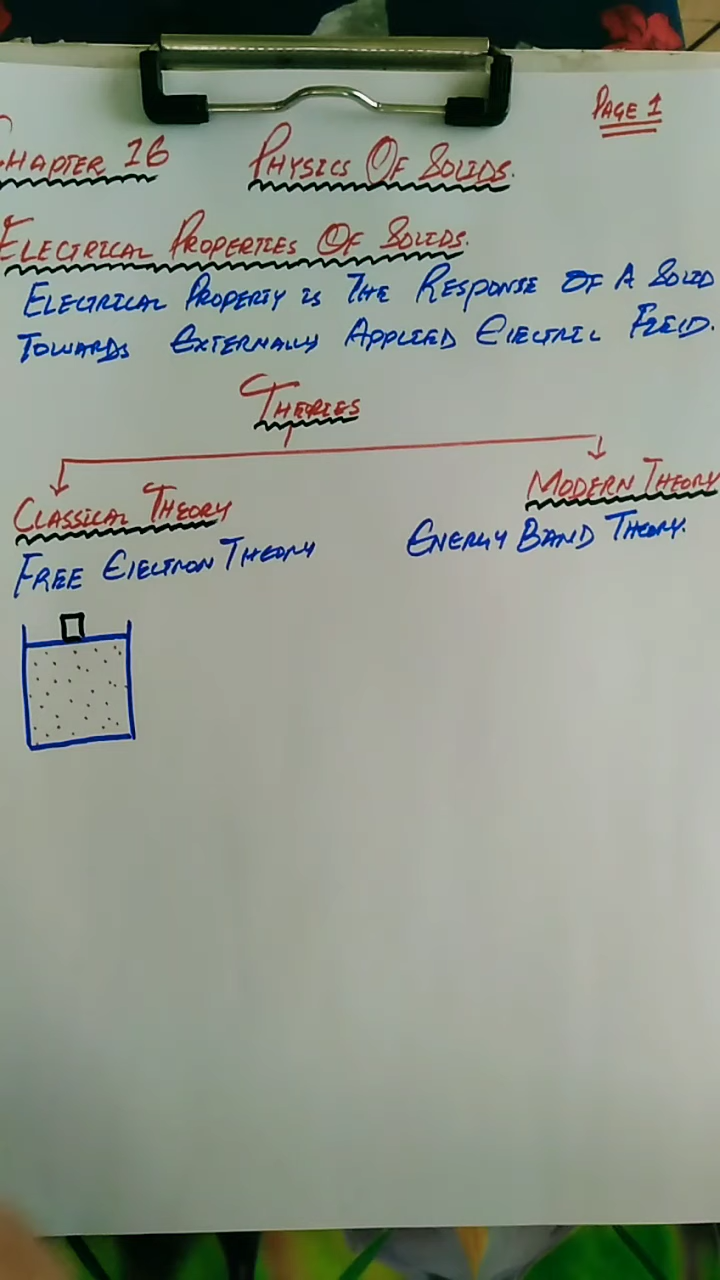 PAGE 1
CHAPTER 16 PHYSICS OF SOLIDS.
ELECTRICAL PROPERTIES OF SOLIDS.
ELECTRICAL PROPERTY IS THE RESPONSE OF A SOLID
TOWARDS EXTERNALLY APPLIED ELECTRIC FIELD.
THEORIES
CLASSICAL THEORY MODERN THEORY
FREE ELECTRON THEORY ENERGY BAND THEORY.